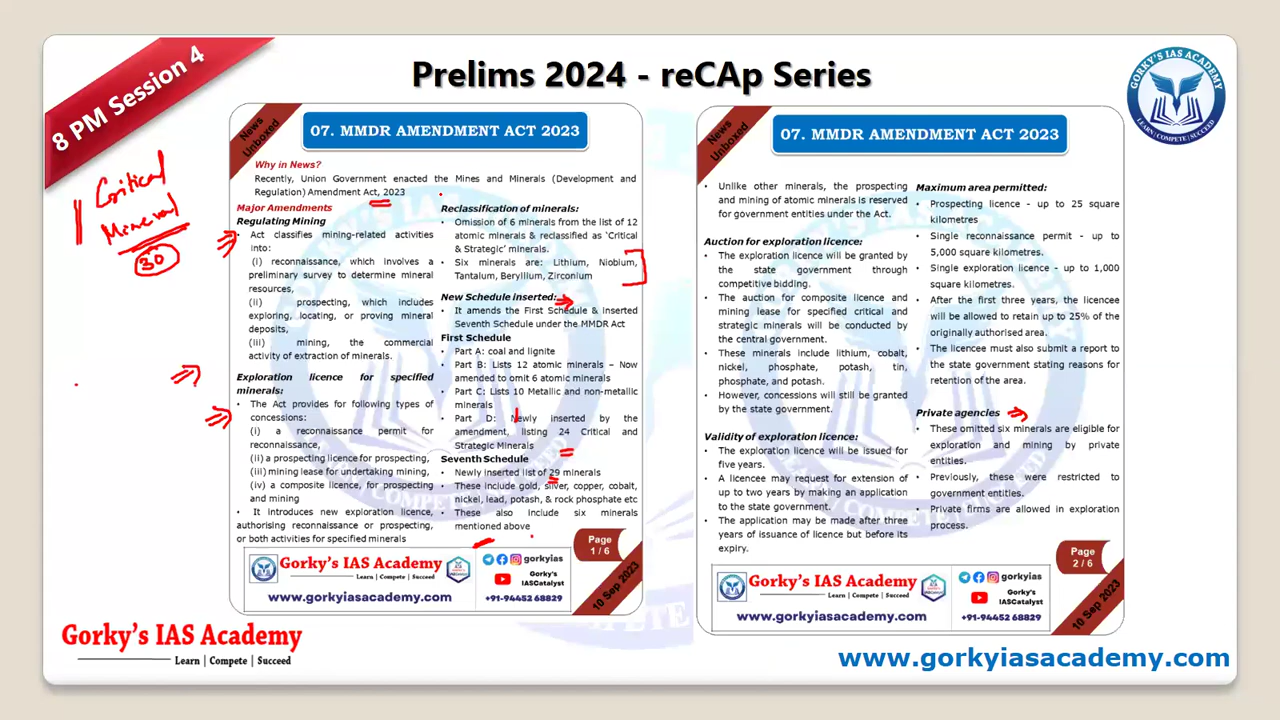 8 PM Session 4
Prelims 2024 - reCAp Series
GORKY'S IAS ACADEMY
LEARN | COMPETE | SUCCEED
Critical
Mineral
30
News
Unboxed
07. MMDR AMENDMENT ACT 2023
Why in News?
Recently, Union Government enacted the Mines and Minerals (Development and
Regulation) Amendment Act, 2023
Major Amendments
Regulating Mining
• Act classifies mining-related activities
into:
(i) reconnaissance, which involves a
preliminary survey to determine mineral
resources,
(ii) prospecting, which includes
exploring, locating, or proving mineral
deposits,
(iii) mining, the commercial
activity of extraction of minerals.
Exploration licence for specified
minerals:
• The Act provides for following types of
concessions:
(i) a reconnaissance permit for
reconnaissance,
(ii) a prospecting licence for prospecting,
(iii) mining lease for undertaking mining,
(iv) a composite licence, for prospecting
and mining
• It introduces new exploration licence,
authorising reconnaissance or prospecting,
or both activities for specified minerals
Reclassification of minerals:
• Omission of 6 minerals from the list of 12
atomic minerals & reclassified as 'Critical
& Strategic' minerals.
• Six minerals are: Lithium, Niobium,
Tantalum, Beryllium, Zirconium
New Schedule inserted:
• It amends the First Schedule & inserted
Seventh Schedule under the MMDR Act
First Schedule
• Part A: coal and lignite
• Part B: Lists 12 atomic minerals – Now
amended to omit 6 atomic minerals
• Part C: Lists 10 Metallic and non-metallic
minerals
• Part D: Newly inserted by the
amendment, listing 24 Critical and
Strategic Minerals
Seventh Schedule
• Newly inserted list of 29 minerals
• These include gold, silver, copper, cobalt,
nickel, lead, potash, & rock phosphate etc
• These also include six minerals
mentioned above
Page
1 / 6
Gorky's IAS Academy
Learn | Compete | Succeed
www.gorkyiasacademy.com
gorkyias
Gorky's
IASCatalyst
+91-94452 68829
10 Sep 2023
News
Unboxed
07. MMDR AMENDMENT ACT 2023
• Unlike other minerals, the prospecting
and mining of atomic minerals is reserved
for government entities under the Act.
Auction for exploration licence:
• The exploration licence will be granted by
the state government through
competitive bidding.
• The auction for composite licence and
mining lease for specified critical and
strategic minerals will be conducted by
the central government.
• These minerals include lithium, cobalt,
nickel, phosphate, potash, tin,
phosphate, and potash.
• However, concessions will still be granted
by the state government.
Validity of exploration licence:
• The exploration licence will be issued for
five years.
• A licencee may request for extension of
up to two years by making an application
to the state government.
• The application may be made after three
years of issuance of licence but before its
expiry.
Maximum area permitted:
• Prospecting licence - up to 25 square
kilometres
• Single reconnaissance permit - up to
5,000 square kilometres.
• Single exploration licence - up to 1,000
square kilometres.
• After the first three years, the licencee
will be allowed to retain up to 25% of the
originally authorised area.
• The licencee must also submit a report to
the state government stating reasons for
retention of the area.
Private agencies
• These omitted six minerals are eligible for
exploration and mining by private
entities.
• Previously, these were restricted to
government entities.
• Private firms are allowed in exploration
process.
Page
2 / 6
Gorky's IAS Academy
Learn | Compete | Succeed
www.gorkyiasacademy.com
gorkyias
Gorky's
IASCatalyst
+91-94452 68829
10 Sep 2023
Gorky's IAS Academy
Learn | Compete | Succeed
www.gorkyiasacademy.com